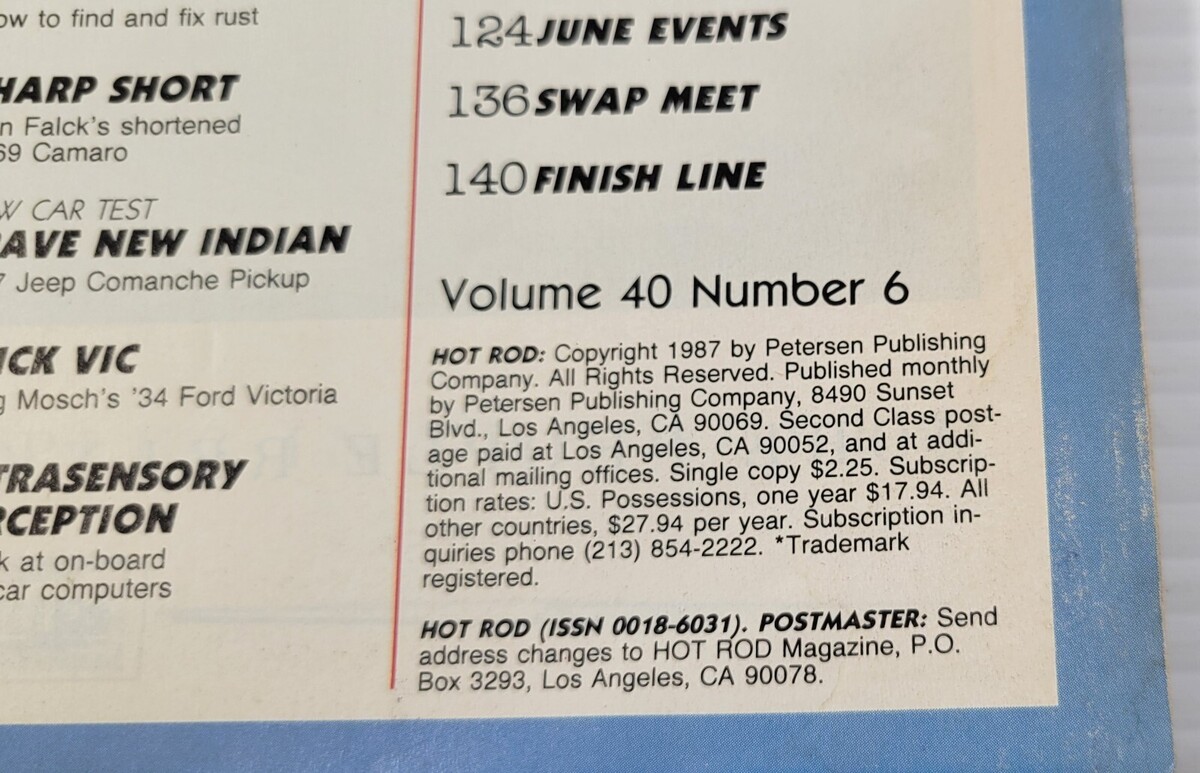 ow to find and fix rust
HARP SHORT
n Falck's shortened
69 Camaro
W CAR TEST
AVE NEW INDIAN
7 Jeep Comanche Pickup
ICK VIC
g Mosch's '34 Ford Victoria
TRASENSORY
RCEPTION
k at on-board
car computers
124 JUNE EVENTS
136 SWAP MEET
140 FINISH LINE
Volume 40 Number 6
HOT ROD: Copyright 1987 by Petersen Publishing
Company. All Rights Reserved. Published monthly
by Petersen Publishing Company, 8490 Sunset
Blvd., Los Angeles, CA 90069. Second Class post-
age paid at Los Angeles, CA 90052, and at addi-
tional mailing offices. Single copy $2.25. Subscrip-
tion rates: U.S. Possessions, one year $17.94. All
other countries, $27.94 per year. Subscription in-
quiries phone (213) 854-2222. *Trademark
registered.
HOT ROD (ISSN 0018-6031). POSTMASTER: Send
address changes to HOT ROD Magazine, P.O.
Box 3293, Los Angeles, CA 90078.